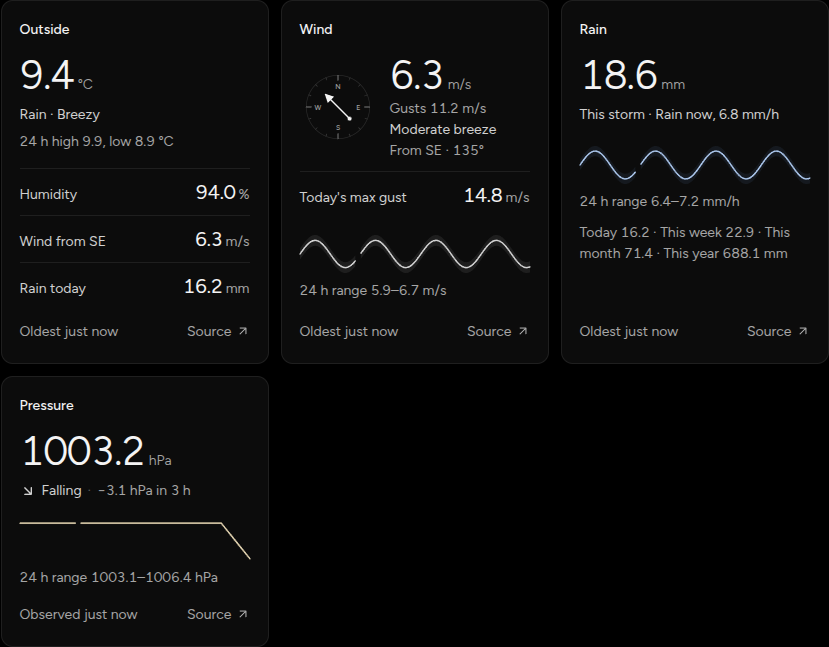 Outside
9.4 °C
Rain · Breezy
24 h high 9.9, low 8.9 °C
Humidity 94.0 %
Wind from SE 6.3 m/s
Rain today 16.2 mm
Oldest just now Source ↗
Wind
N
W E
S
6.3 m/s
Gusts 11.2 m/s
Moderate breeze
From SE · 135°
Today's max gust 14.8 m/s
24 h range 5.9–6.7 m/s
Oldest just now Source ↗
Rain
18.6 mm
This storm · Rain now, 6.8 mm/h
24 h range 6.4–7.2 mm/h
Today 16.2 · This week 22.9 · This
month 71.4 · This year 688.1 mm
Oldest just now Source ↗
Pressure
1003.2 hPa
↘ Falling · −3.1 hPa in 3 h
24 h range 1003.1–1006.4 hPa
Observed just now Source ↗